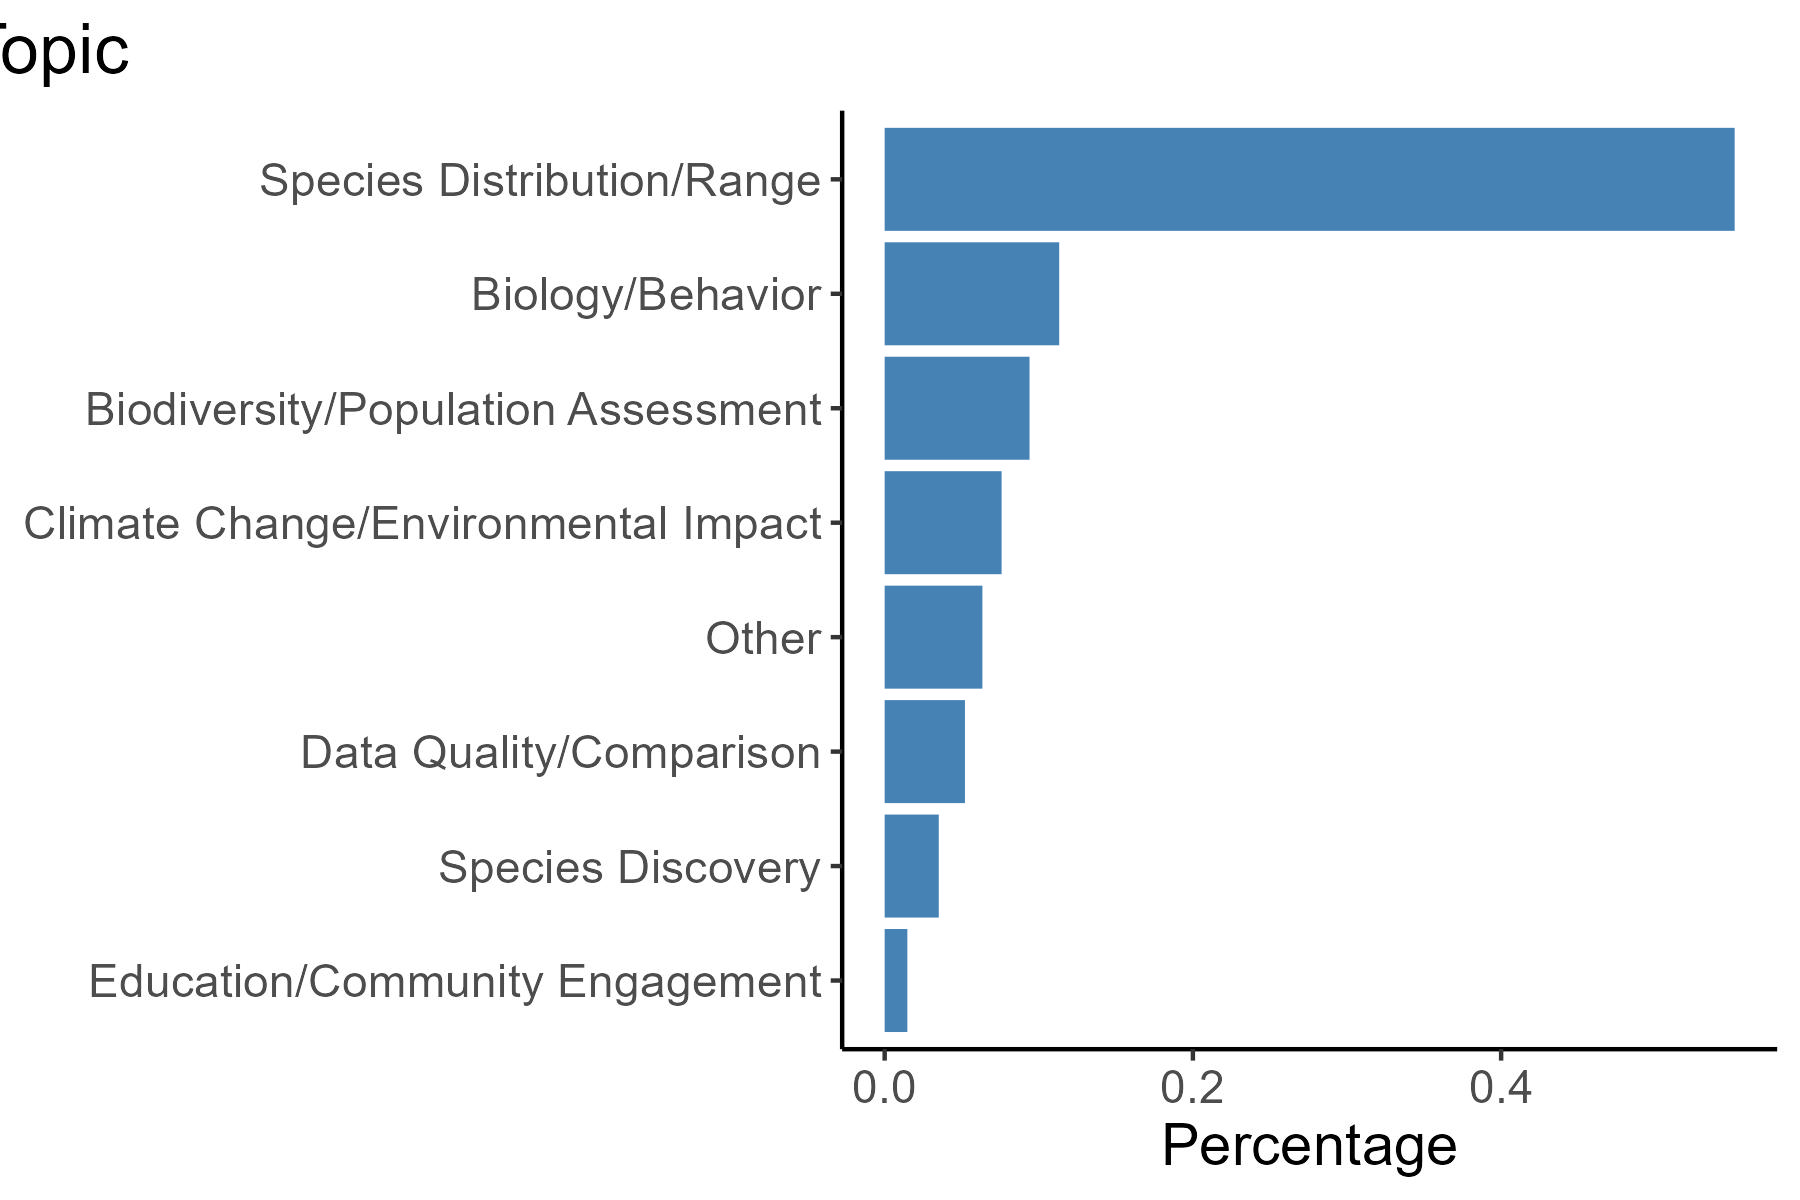 Topic
Species Distribution/Range
Biology/Behavior
Biodiversity/Population Assessment
Climate Change/Environmental Impact
Other
Data Quality/Comparison
Species Discovery
Education/Community Engagement
0.0 0.2 0.4
Percentage